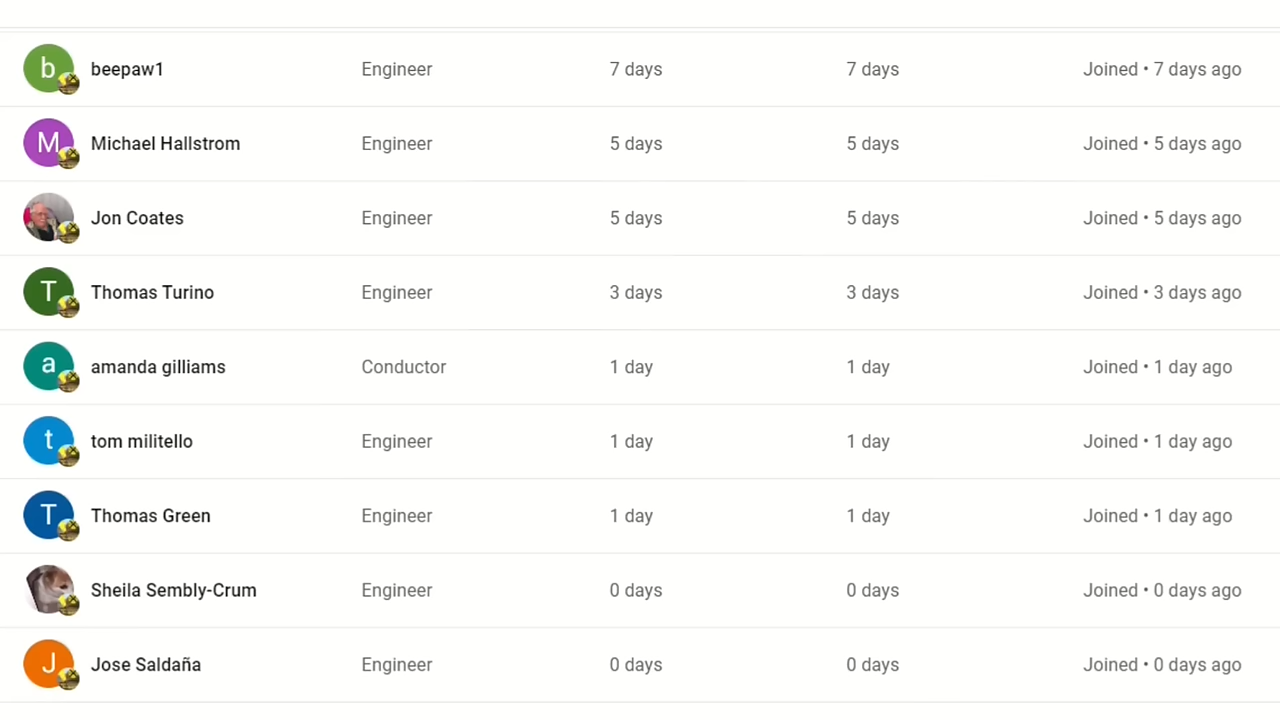 b beepaw1 Engineer 7 days 7 days Joined • 7 days ago
M Michael Hallstrom Engineer 5 days 5 days Joined • 5 days ago
Jon Coates Engineer 5 days 5 days Joined • 5 days ago
T Thomas Turino Engineer 3 days 3 days Joined • 3 days ago
a amanda gilliams Conductor 1 day 1 day Joined • 1 day ago
t tom militello Engineer 1 day 1 day Joined • 1 day ago
T Thomas Green Engineer 1 day 1 day Joined • 1 day ago
Sheila Sembly-Crum Engineer 0 days 0 days Joined • 0 days ago
J Jose Saldaña Engineer 0 days 0 days Joined • 0 days ago